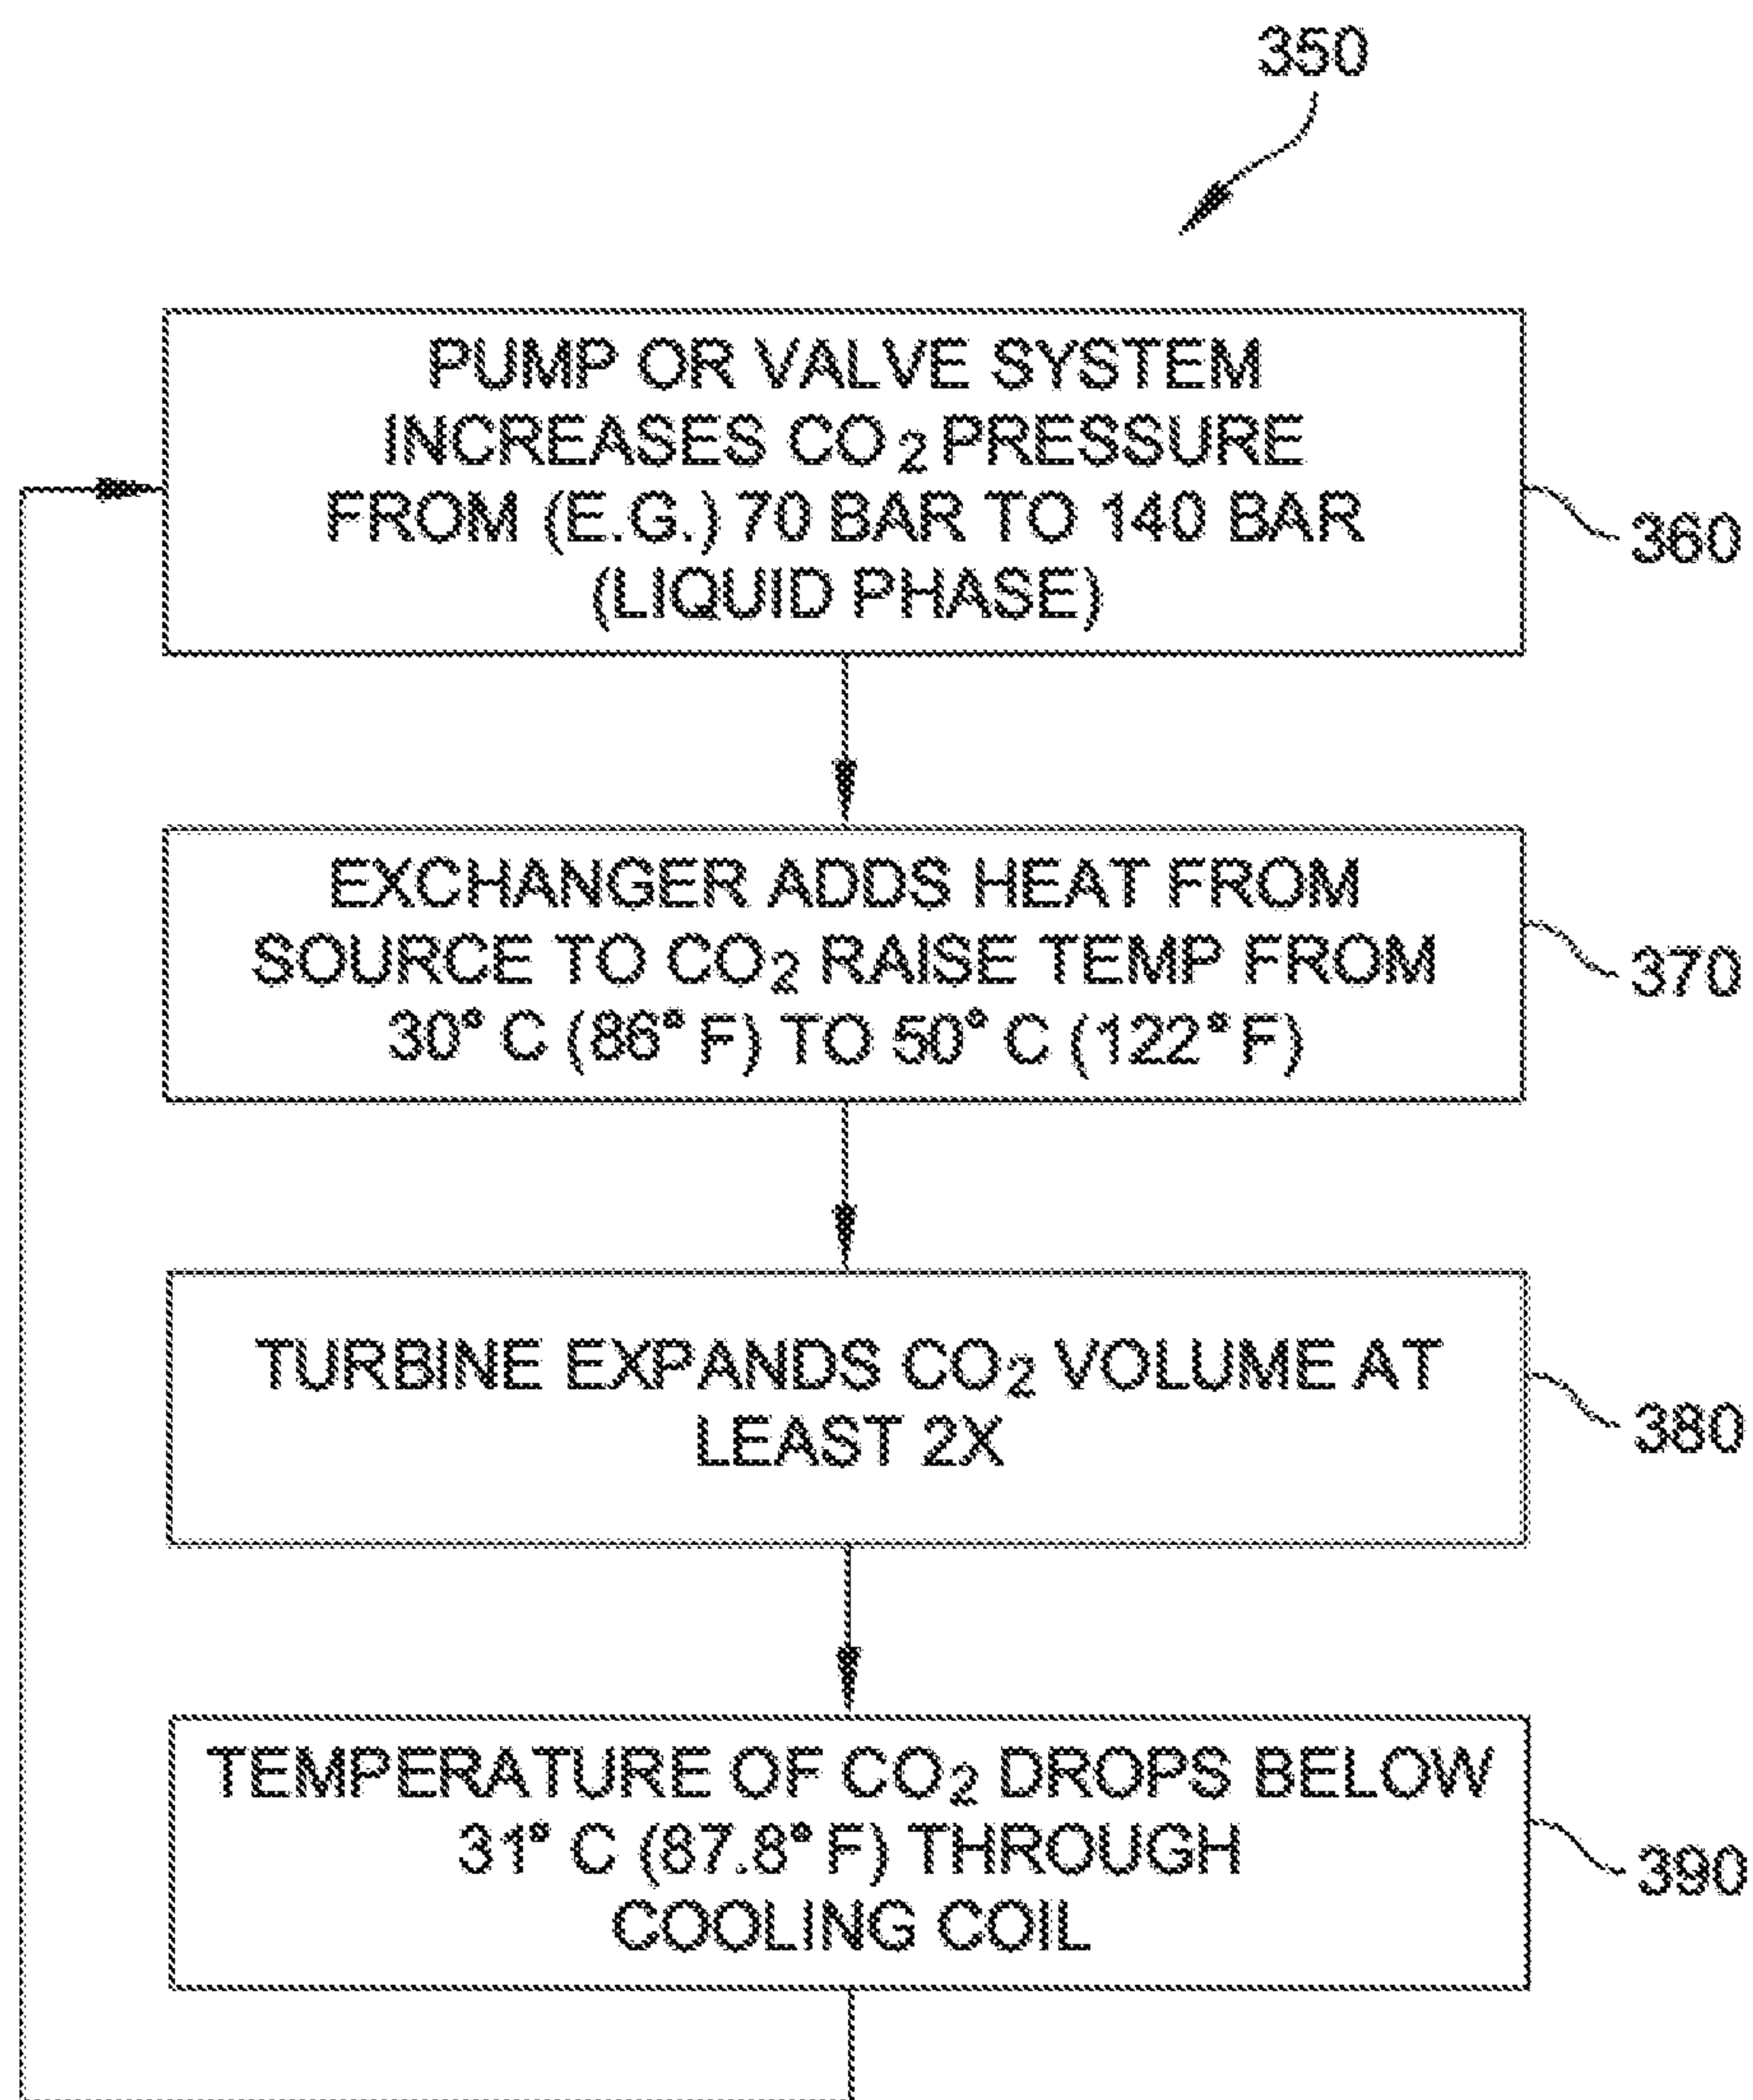 350
PUMP OR VALVE SYSTEM
INCREASES CO₂ PRESSURE
FROM (E.G.) 70 BAR TO 140 BAR
(LIQUID PHASE)
360
EXCHANGER ADDS HEAT FROM
SOURCE TO CO₂ RAISE TEMP FROM
30° C (86° F) TO 50° C (122° F)
370
TURBINE EXPANDS CO₂ VOLUME AT
LEAST 2X
380
TEMPERATURE OF CO₂ DROPS BELOW
31° C (87.8° F) THROUGH
COOLING COIL
390